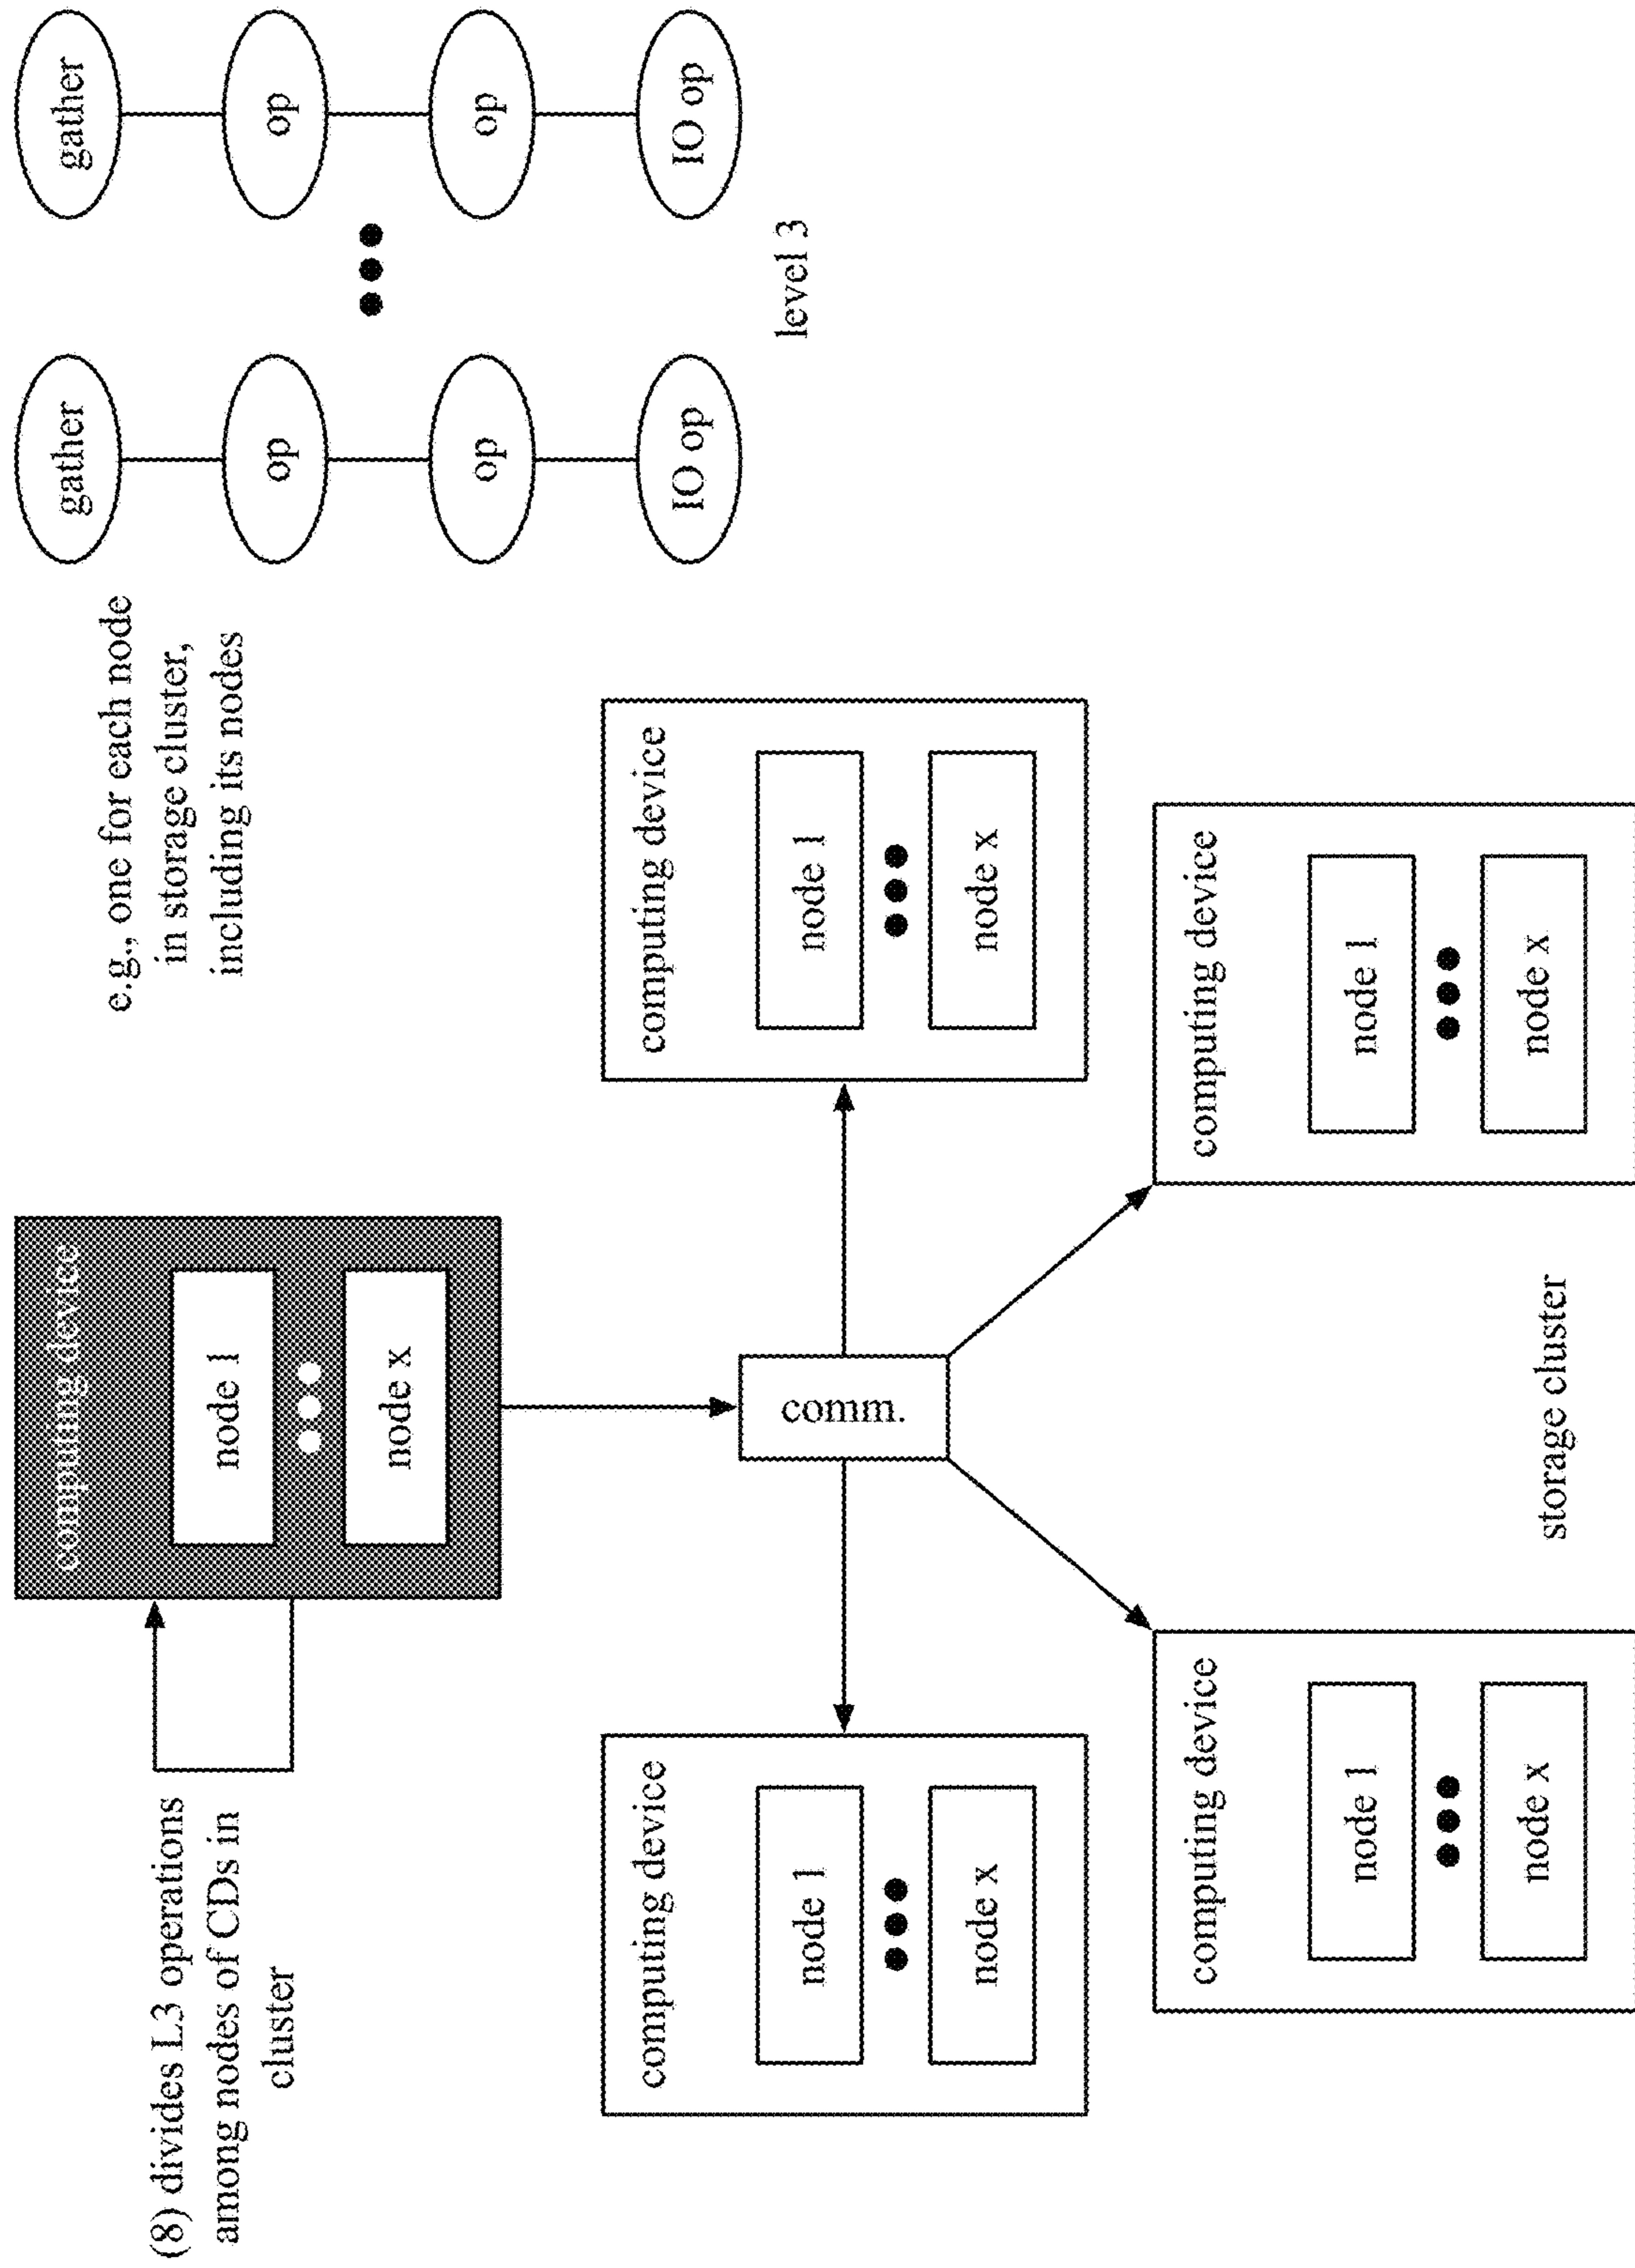 (8) divides L3 operations
among nodes of CDs in
cluster
computing device
node 1
node x
e.g., one for each node
in storage cluster,
including its nodes
gather
op
op
IO op
gather
op
op
IO op
level 3
computing device
node 1
node x
comm.
computing device
node 1
node x
computing device
node 1
node x
storage cluster
computing device
node 1
node x